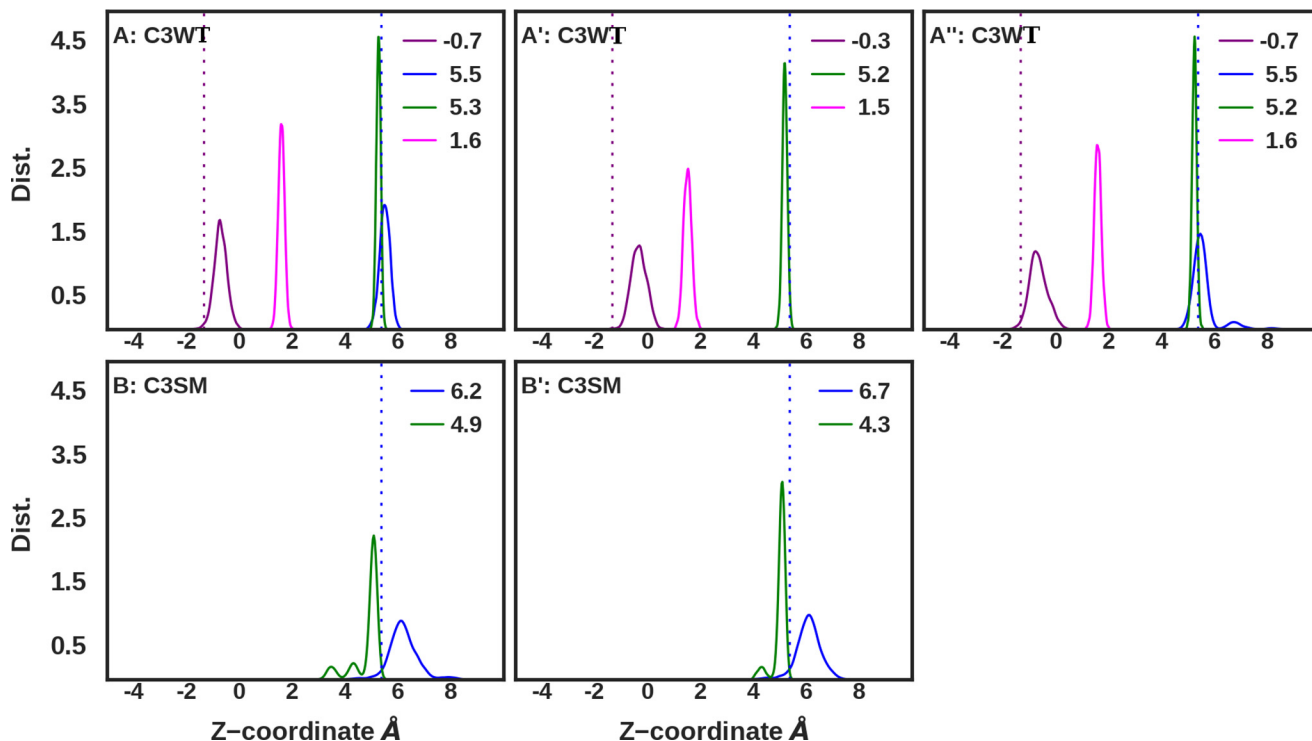 A: C3WT
-0.7
5.5
5.3
1.6
A': C3WT
-0.3
5.2
1.5
A'': C3WT
-0.7
5.5
5.2
1.6
4.5
3.5
2.5
1.5
0.5
Dist.
-4 -2 0 2 4 6 8
-4 -2 0 2 4 6 8
-4 -2 0 2 4 6 8
B: C3SM
6.2
4.9
B': C3SM
6.7
4.3
4.5
3.5
2.5
1.5
0.5
Dist.
-4 -2 0 2 4 6 8
-4 -2 0 2 4 6 8
Z−coordinate Å
Z−coordinate Å